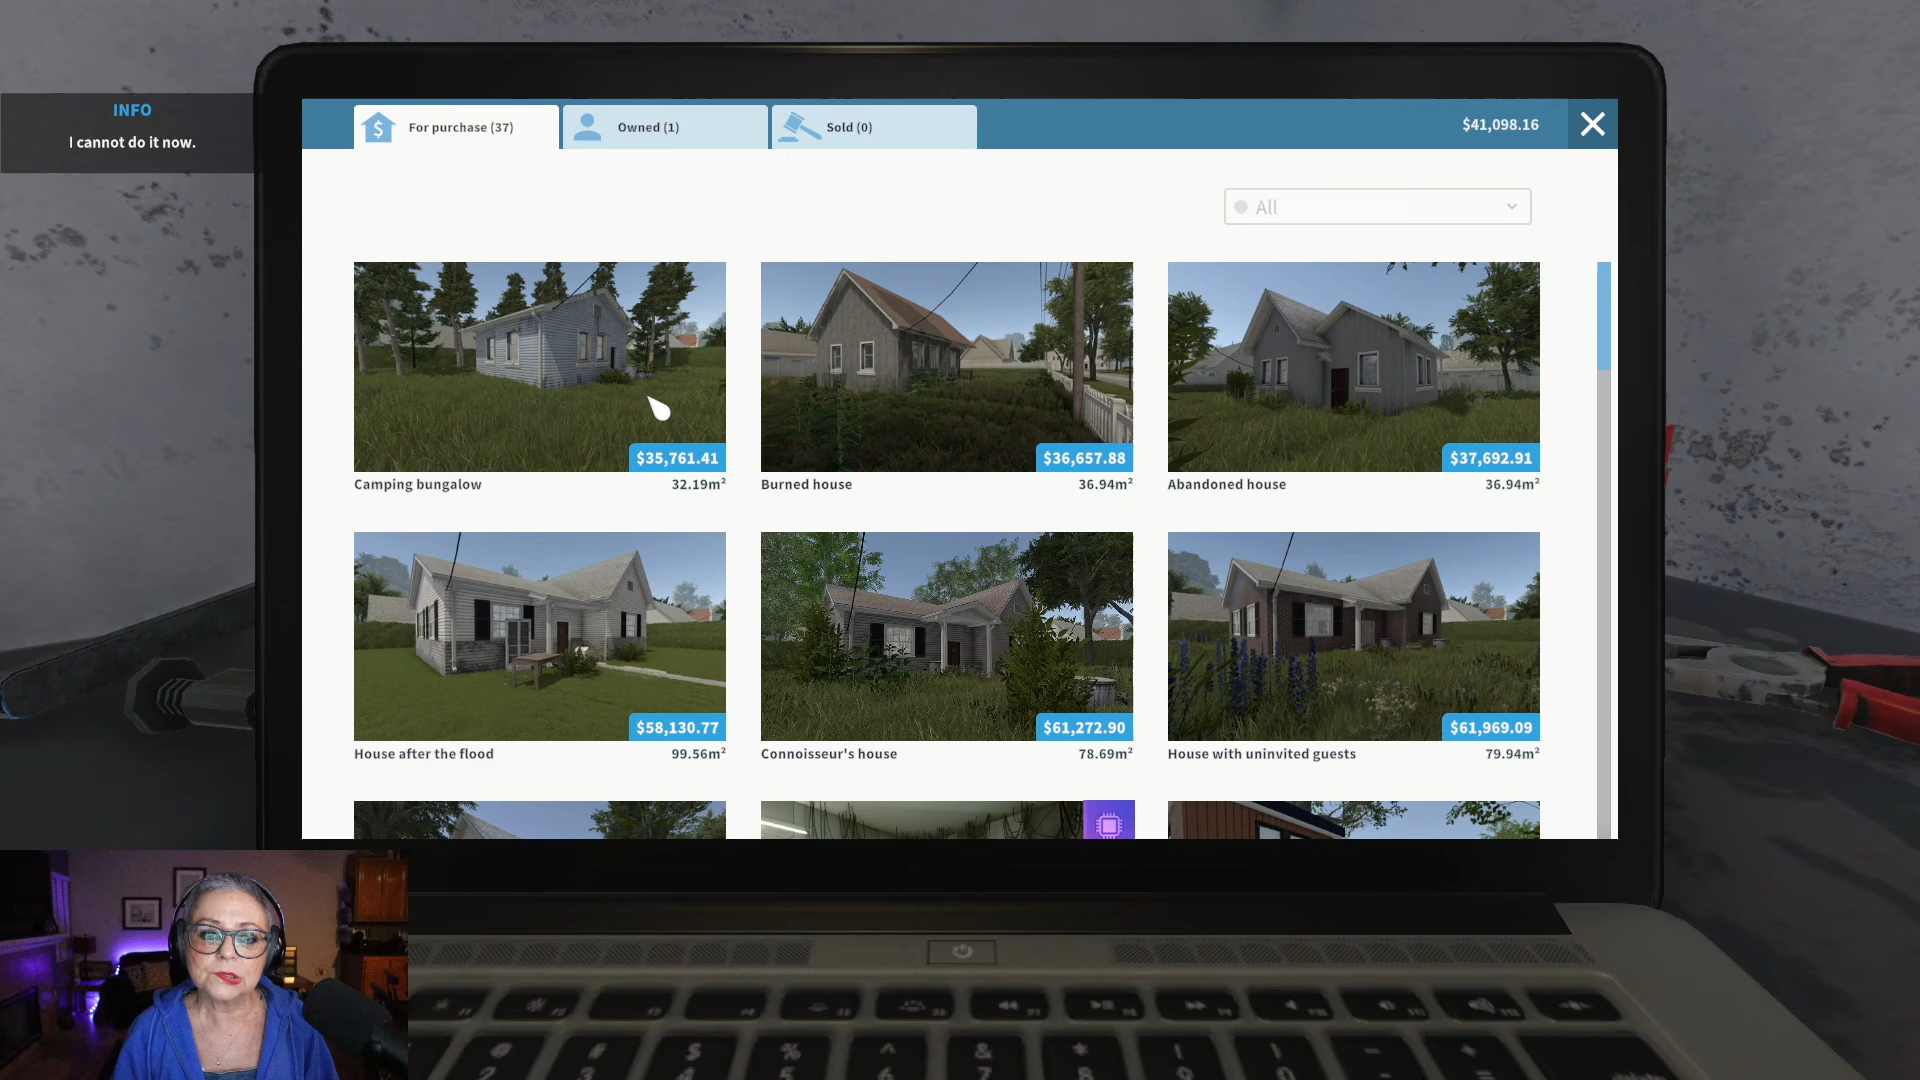 INFO
I cannot do it now.
For purchase (37)
Owned (1)
Sold (0)
$41,098.16
All
$35,761.41
$36,657.88
$37,692.91
Camping bungalow
32.19m²
Burned house
36.94m²
Abandoned house
36.94m²
$58,130.77
$61,272.90
$61,969.09
House after the flood
99.56m²
Connoisseur's house
78.69m²
House with uninvited guests
79.94m²